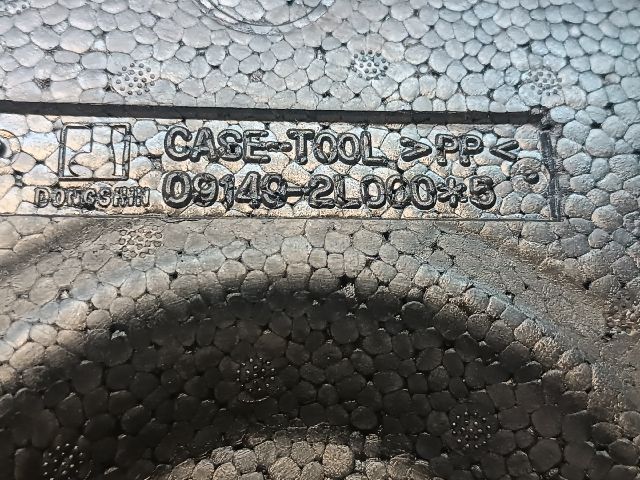 CASE-TOOL >PP<
DONGSHIN 09149-2L000*5